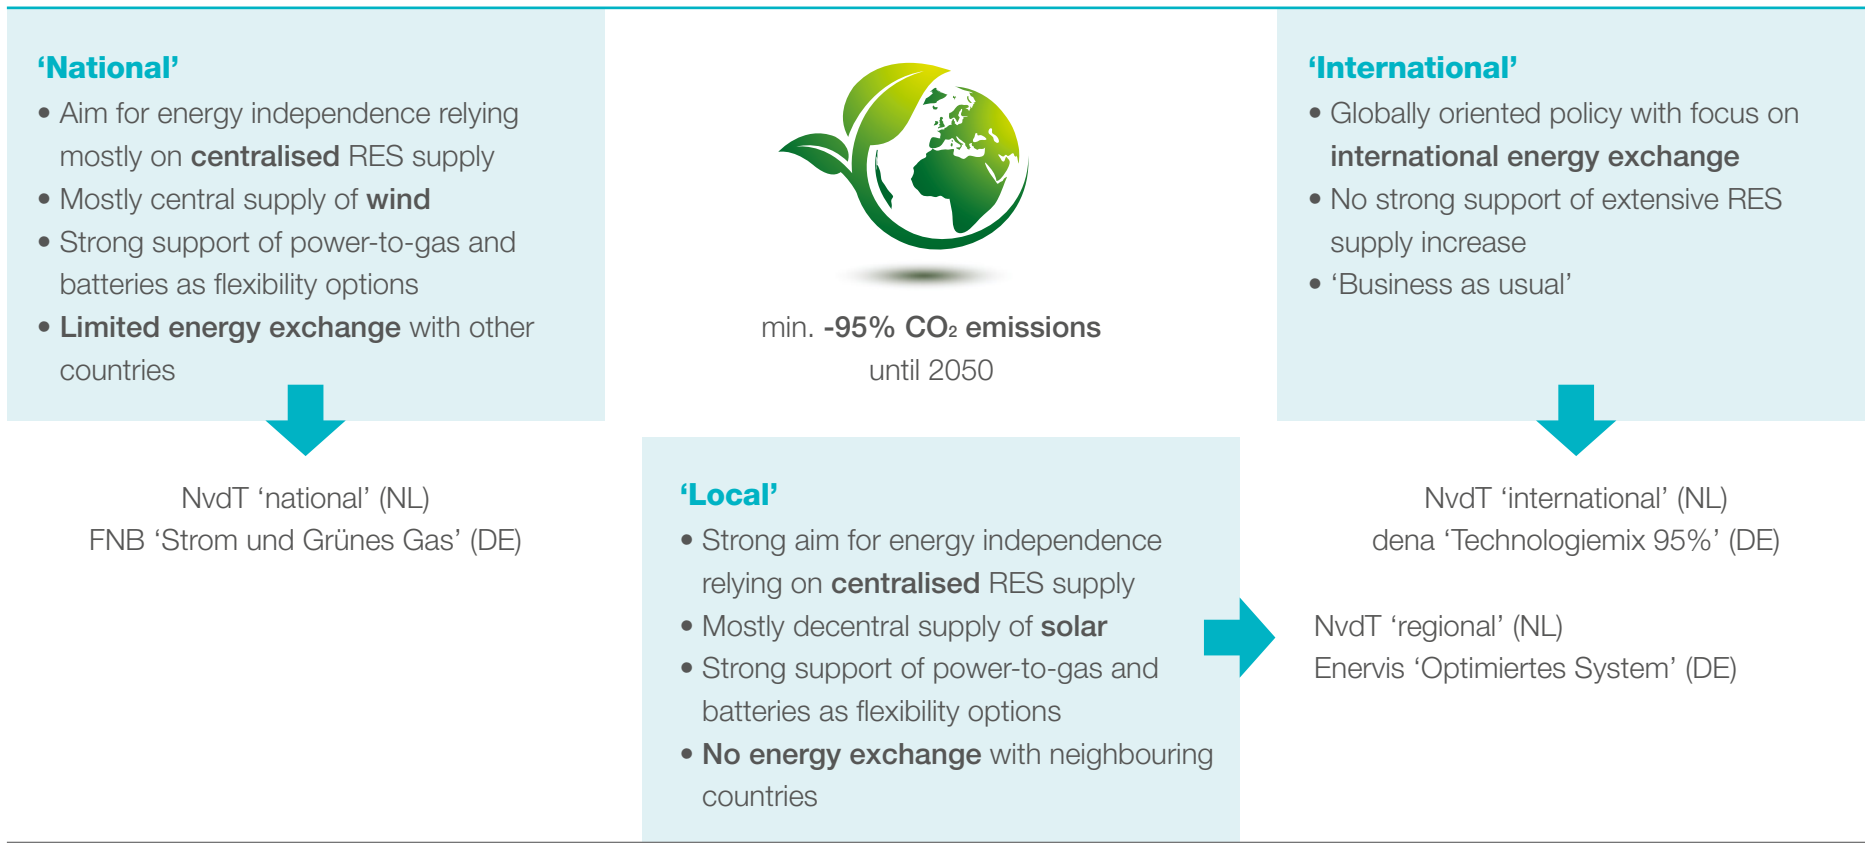 ‘National’
• Aim for energy independence relying
mostly on centralised RES supply
• Mostly central supply of wind
• Strong support of power-to-gas and
batteries as flexibility options
• Limited energy exchange with other
countries
NvdT ‘national’ (NL)
FNB ‘Strom und Grünes Gas’ (DE)
min. -95% CO₂ emissions
until 2050
‘Local’
• Strong aim for energy independence
relying on centralised RES supply
• Mostly decentral supply of solar
• Strong support of power-to-gas and
batteries as flexibility options
• No energy exchange with neighbouring
countries
‘International’
• Globally oriented policy with focus on
international energy exchange
• No strong support of extensive RES
supply increase
• ‘Business as usual’
NvdT ‘international’ (NL)
dena ‘Technologiemix 95%’ (DE)
NvdT ‘regional’ (NL)
Enervis ‘Optimiertes System’ (DE)